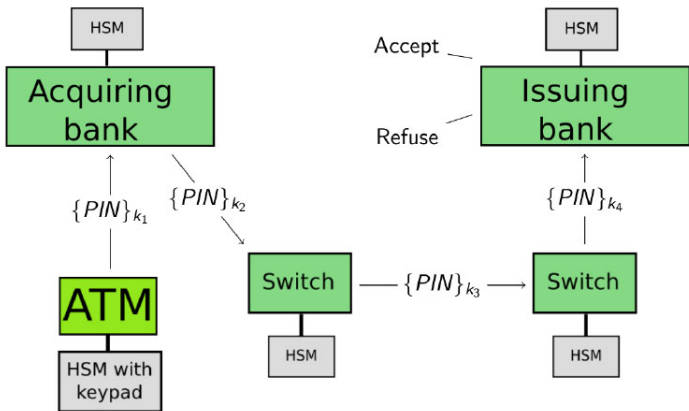 HSM
HSM
Accept
Acquiring
bank
Issuing
bank
Refuse
{PIN}k₁
{PIN}k₂
{PIN}k₄
ATM
Switch
{PIN}k₃
Switch
HSM with
keypad
HSM
HSM